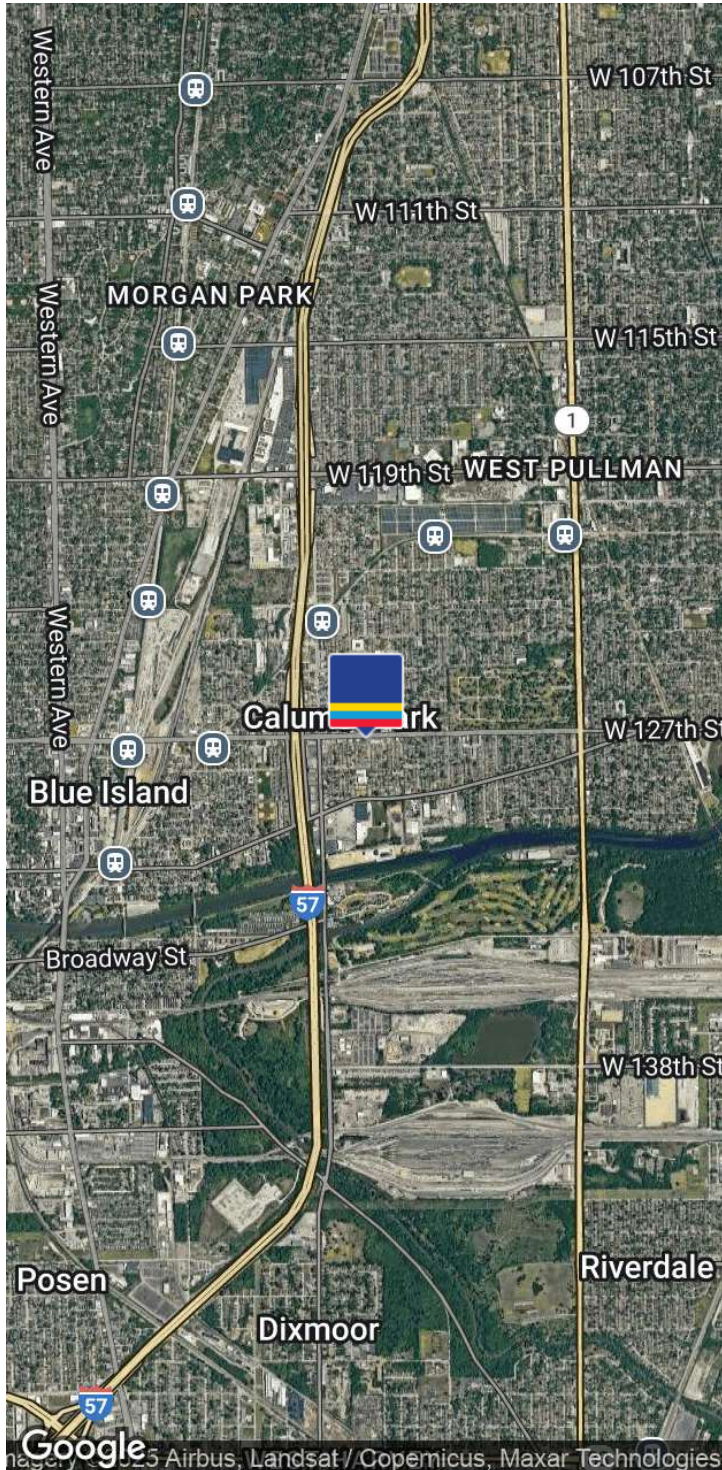 Western Ave
W 107th St
W 111th St
MORGAN PARK
Western Ave
W 115th St
1
W 119th St
WEST PULLMAN
Western Ave
W 127th St
Blue Island
57
Broadway St
W 138th St
Riverdale
Posen
Dixmoor
57
Google
Airbus, Landsat / Copernicus, Maxar Technologies